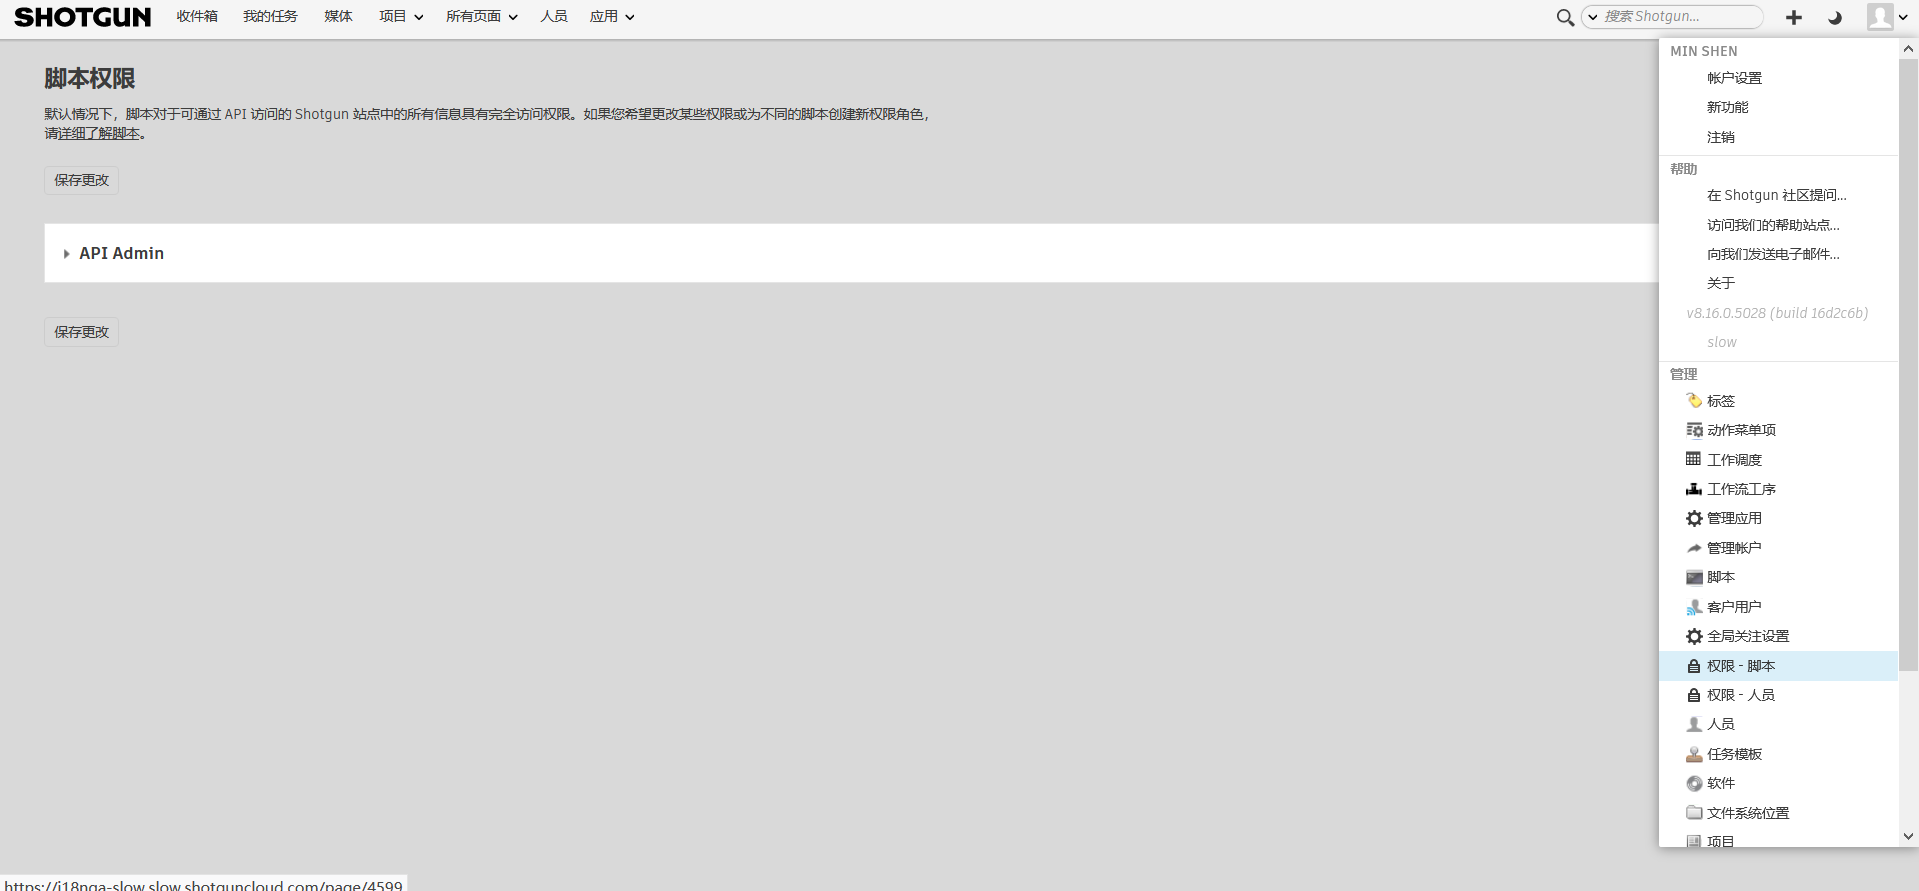 SHOTGUN 收件箱 我的任务 媒体 项目 所有页面 人员 应用 搜索 Shotgun...
脚本权限
默认情况下，脚本对于可通过 API 访问的 Shotgun 站点中的所有信息具有完全访问权限。如果您希望更改某些权限或为不同的脚本创建新权限角色，
请详细了解脚本。
保存更改
API Admin
保存更改
MIN SHEN
帐户设置
新功能
注销
帮助
在 Shotgun 社区提问...
访问我们的帮助站点...
向我们发送电子邮件...
关于
v8.16.0.5028 (build 16d2c6b)
slow
管理
标签
动作菜单项
工作调度
工作流工序
管理应用
管理帐户
脚本
客户用户
全局关注设置
权限 - 脚本
权限 - 人员
人员
任务模板
软件
文件系统位置
项目
https://i18nqa-slow.slow.shotguncloud.com/page/4599